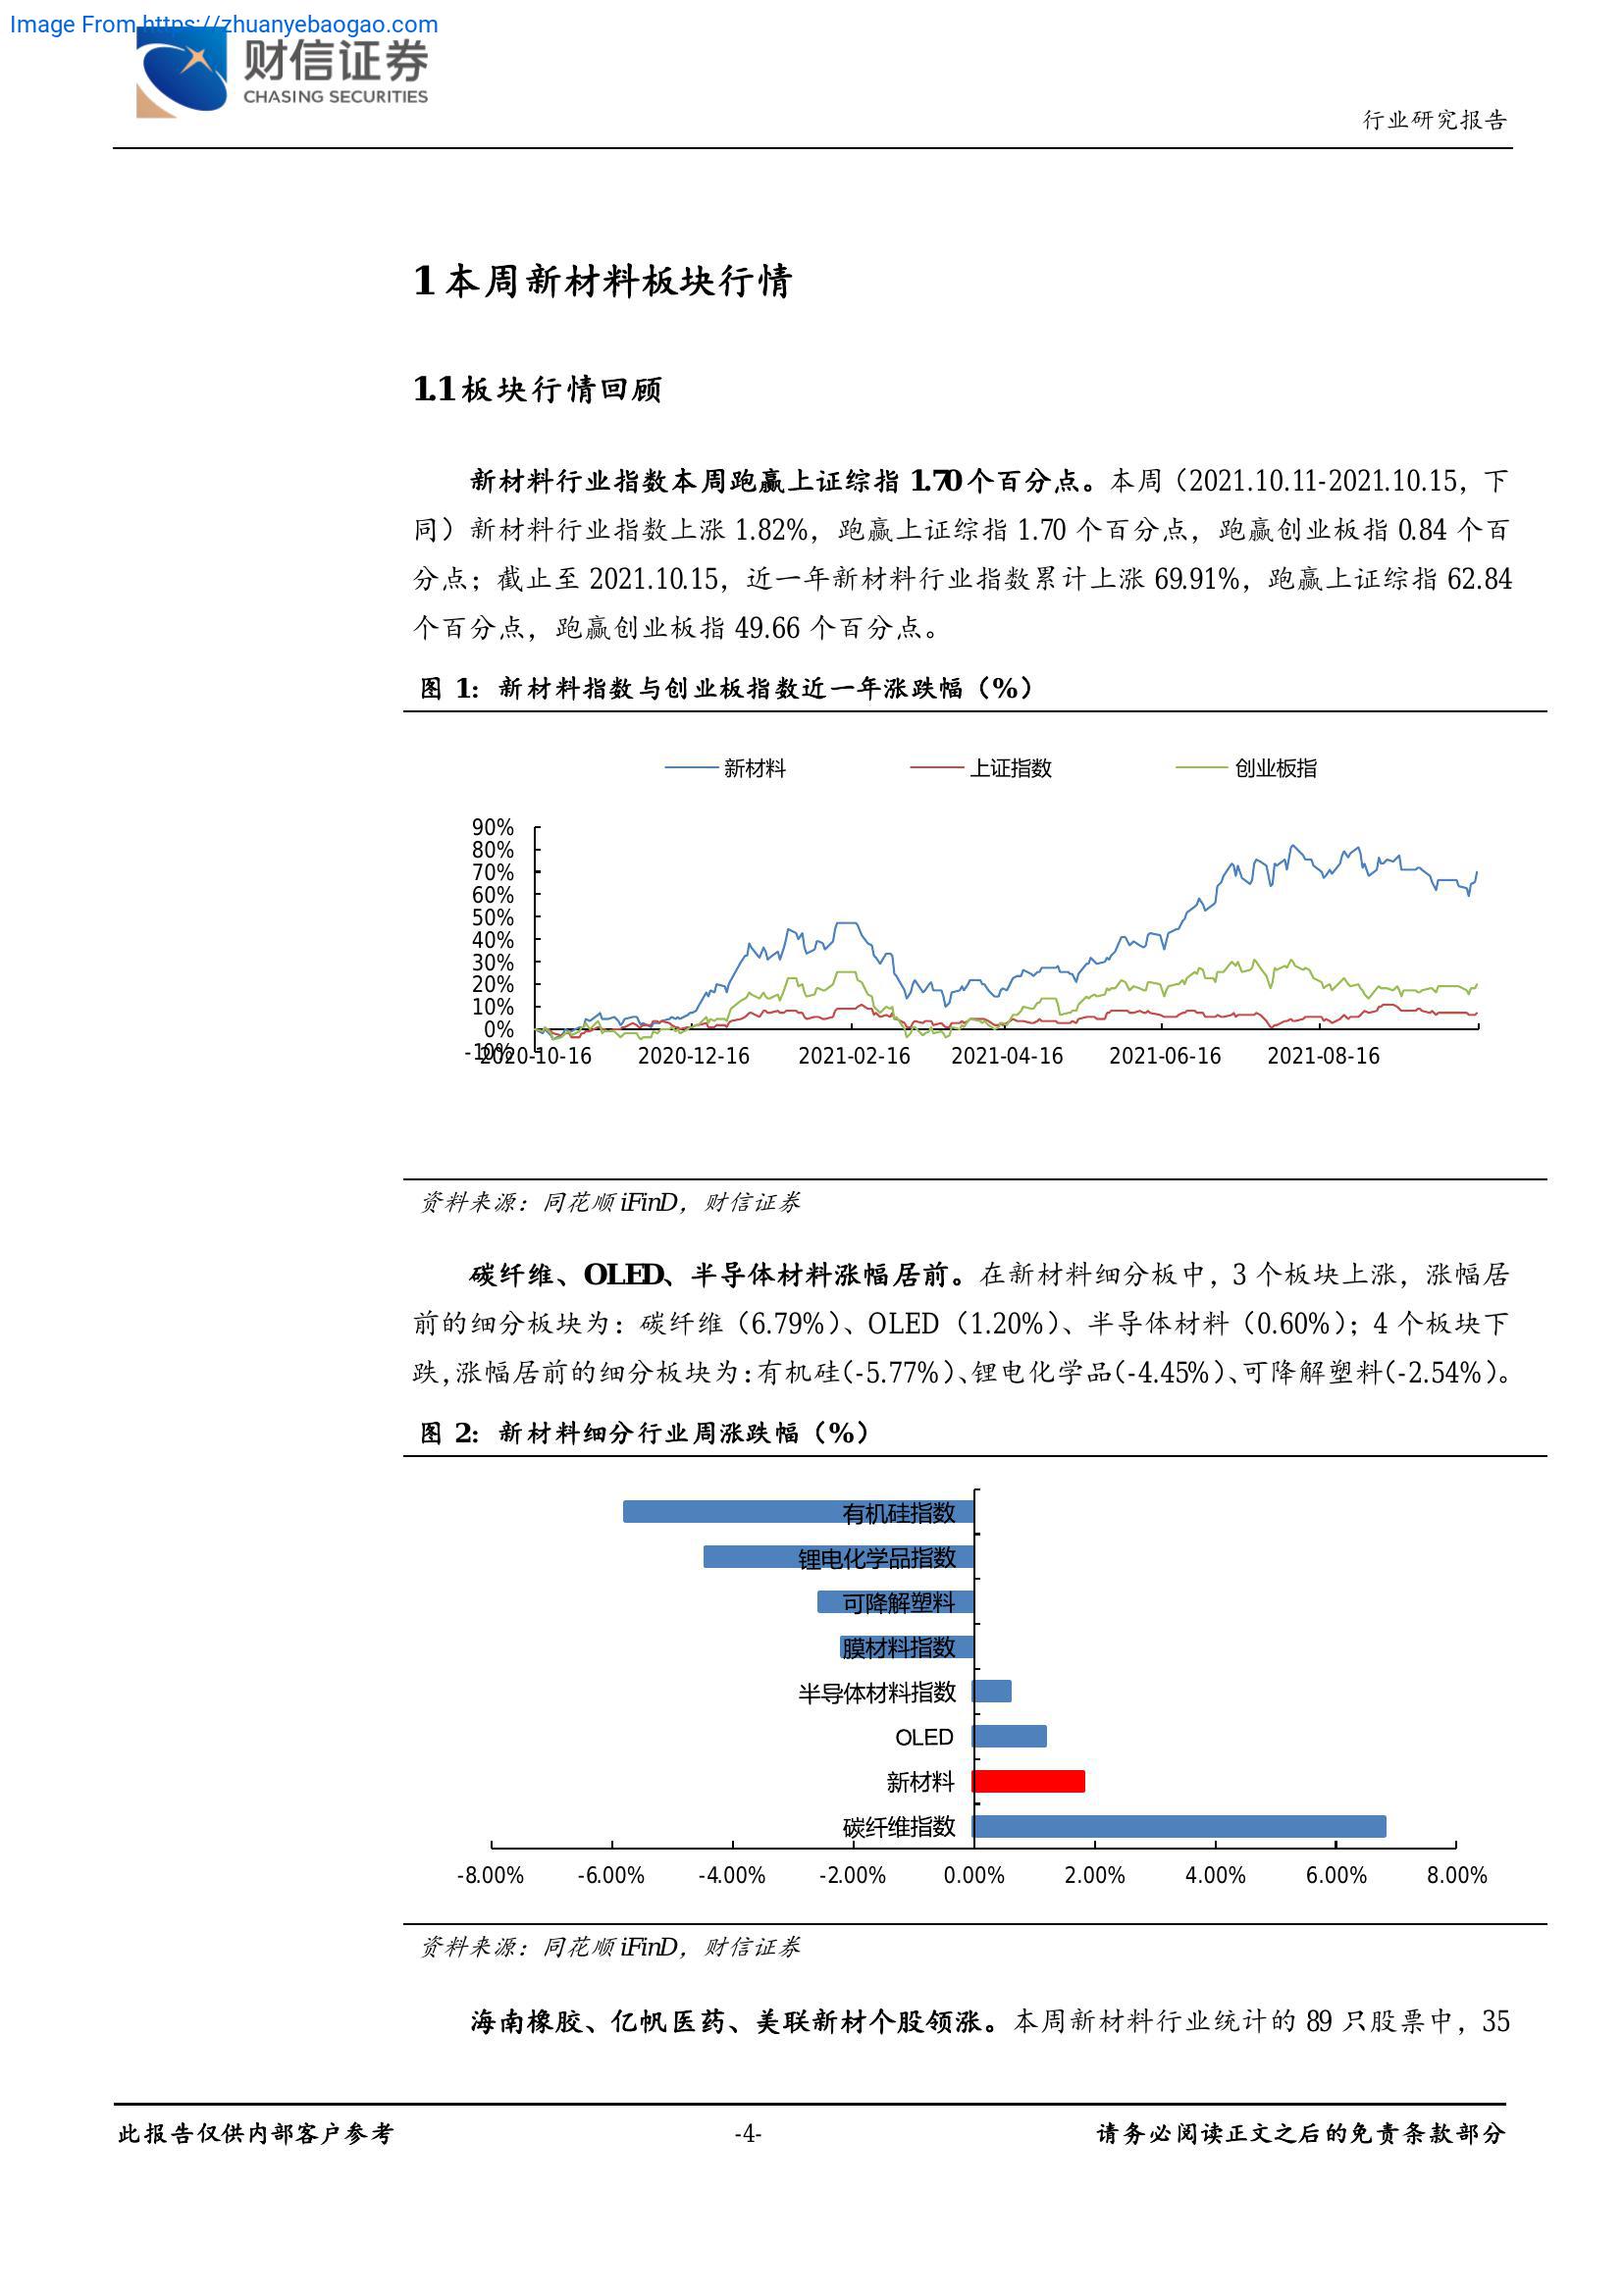 Image From https://zhuanyebaogao.com
财信证券
CHASING SECURITIES
行业研究报告
1 本周新材料板块行情
1.1 板块行情回顾
新材料行业指数本周跑赢上证综指 1.70 个百分点。本周（2021.10.11-2021.10.15，下
同）新材料行业指数上涨 1.82%，跑赢上证综指 1.70 个百分点，跑赢创业板指 0.84 个百
分点；截止至 2021.10.15，近一年新材料行业指数累计上涨 69.91%，跑赢上证综指 62.84
个百分点，跑赢创业板指 49.66 个百分点。
图 1：新材料指数与创业板指数近一年涨跌幅（%）
新材料 上证指数 创业板指
90%
80%
70%
60%
50%
40%
30%
20%
10%
0%
-10%
2020-10-16 2020-12-16 2021-02-16 2021-04-16 2021-06-16 2021-08-16
资料来源：同花顺 iFinD，财信证券
碳纤维、OLED、半导体材料涨幅居前。在新材料细分板中，3 个板块上涨，涨幅居
前的细分板块为：碳纤维（6.79%）、OLED（1.20%）、半导体材料（0.60%）；4 个板块下
跌，涨幅居前的细分板块为：有机硅（-5.77%）、锂电化学品（-4.45%）、可降解塑料（-2.54%）。
图 2：新材料细分行业周涨跌幅（%）
有机硅指数
锂电化学品指数
可降解塑料
膜材料指数
半导体材料指数
OLED
新材料
碳纤维指数
-8.00% -6.00% -4.00% -2.00% 0.00% 2.00% 4.00% 6.00% 8.00%
资料来源：同花顺 iFinD，财信证券
海南橡胶、亿帆医药、美联新材个股领涨。本周新材料行业统计的 89 只股票中，35
此报告仅供内部客户参考 -4- 请务必阅读正文之后的免责条款部分